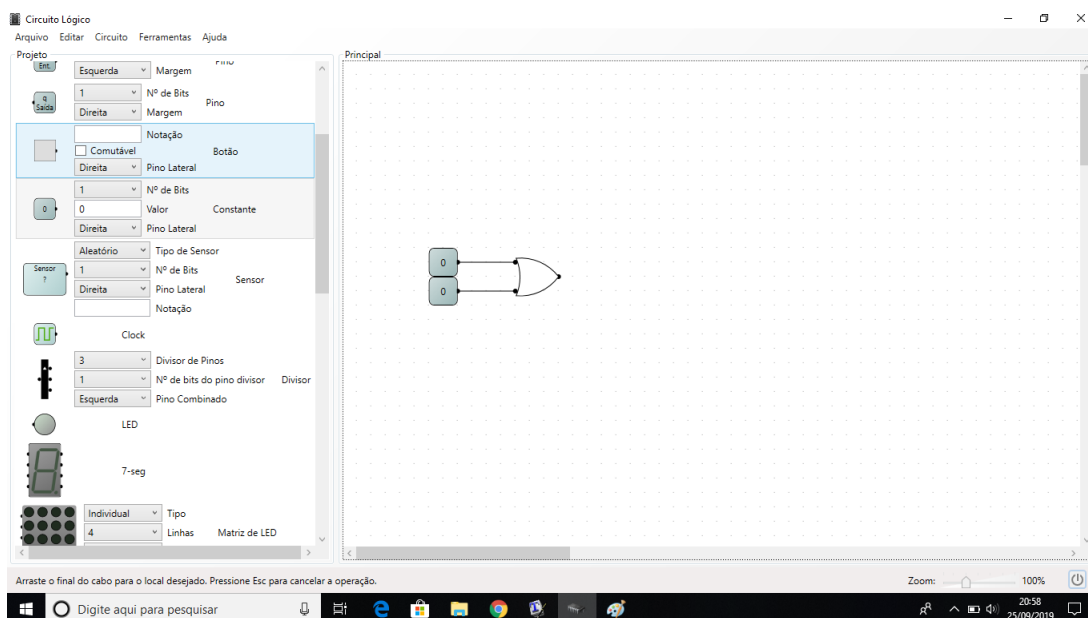 Circuito Lógico
Arquivo Editar Circuito Ferramentas Ajuda
Projeto
Ent.
Esquerda Margem
Pino
q
Saída
1 Nº de Bits
Pino
Direita Margem
Notação
Comutável
Botão
Direita Pino Lateral
1 Nº de Bits
0
0 Valor
Constante
Direita Pino Lateral
Aleatório Tipo de Sensor
Sensor
?
1 Nº de Bits
Sensor
Direita Pino Lateral
Notação
Clock
3 Divisor de Pinos
1 Nº de bits do pino divisor Divisor
Esquerda Pino Combinado
LED
7-seg
Individual Tipo
4 Linhas Matriz de LED
Principal
0
0
Arraste o final do cabo para o local desejado. Pressione Esc para cancelar a operação.
Zoom: 100%
Digite aqui para pesquisar
20:58
25/09/2019